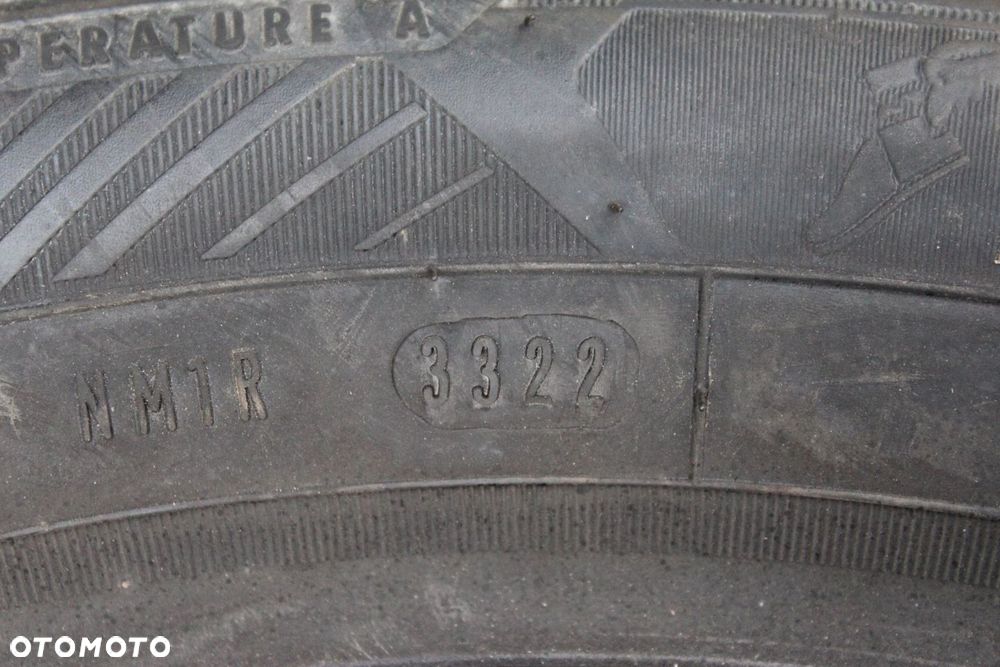 PERATURE A
NM1R 3322
OTOMOTO